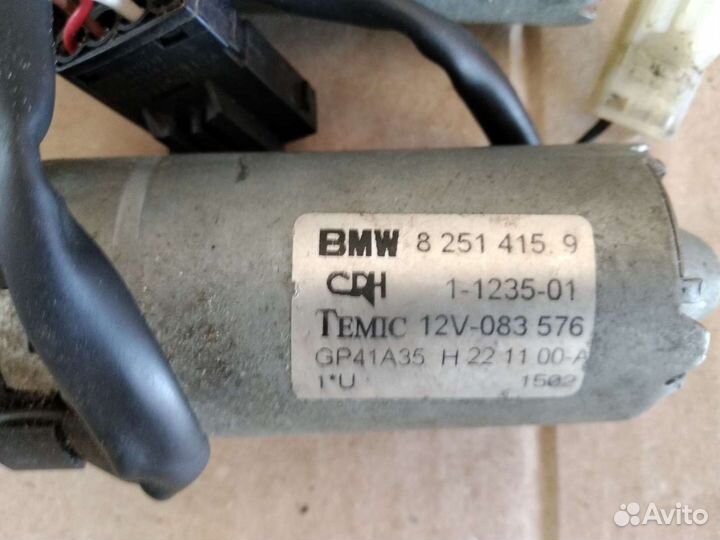 BMW 8 251 415. 9
CDH 1-1235-01
TEMIC 12V-083 576
GP41A35 H 22 11 00-A
1*U 1502
Avito